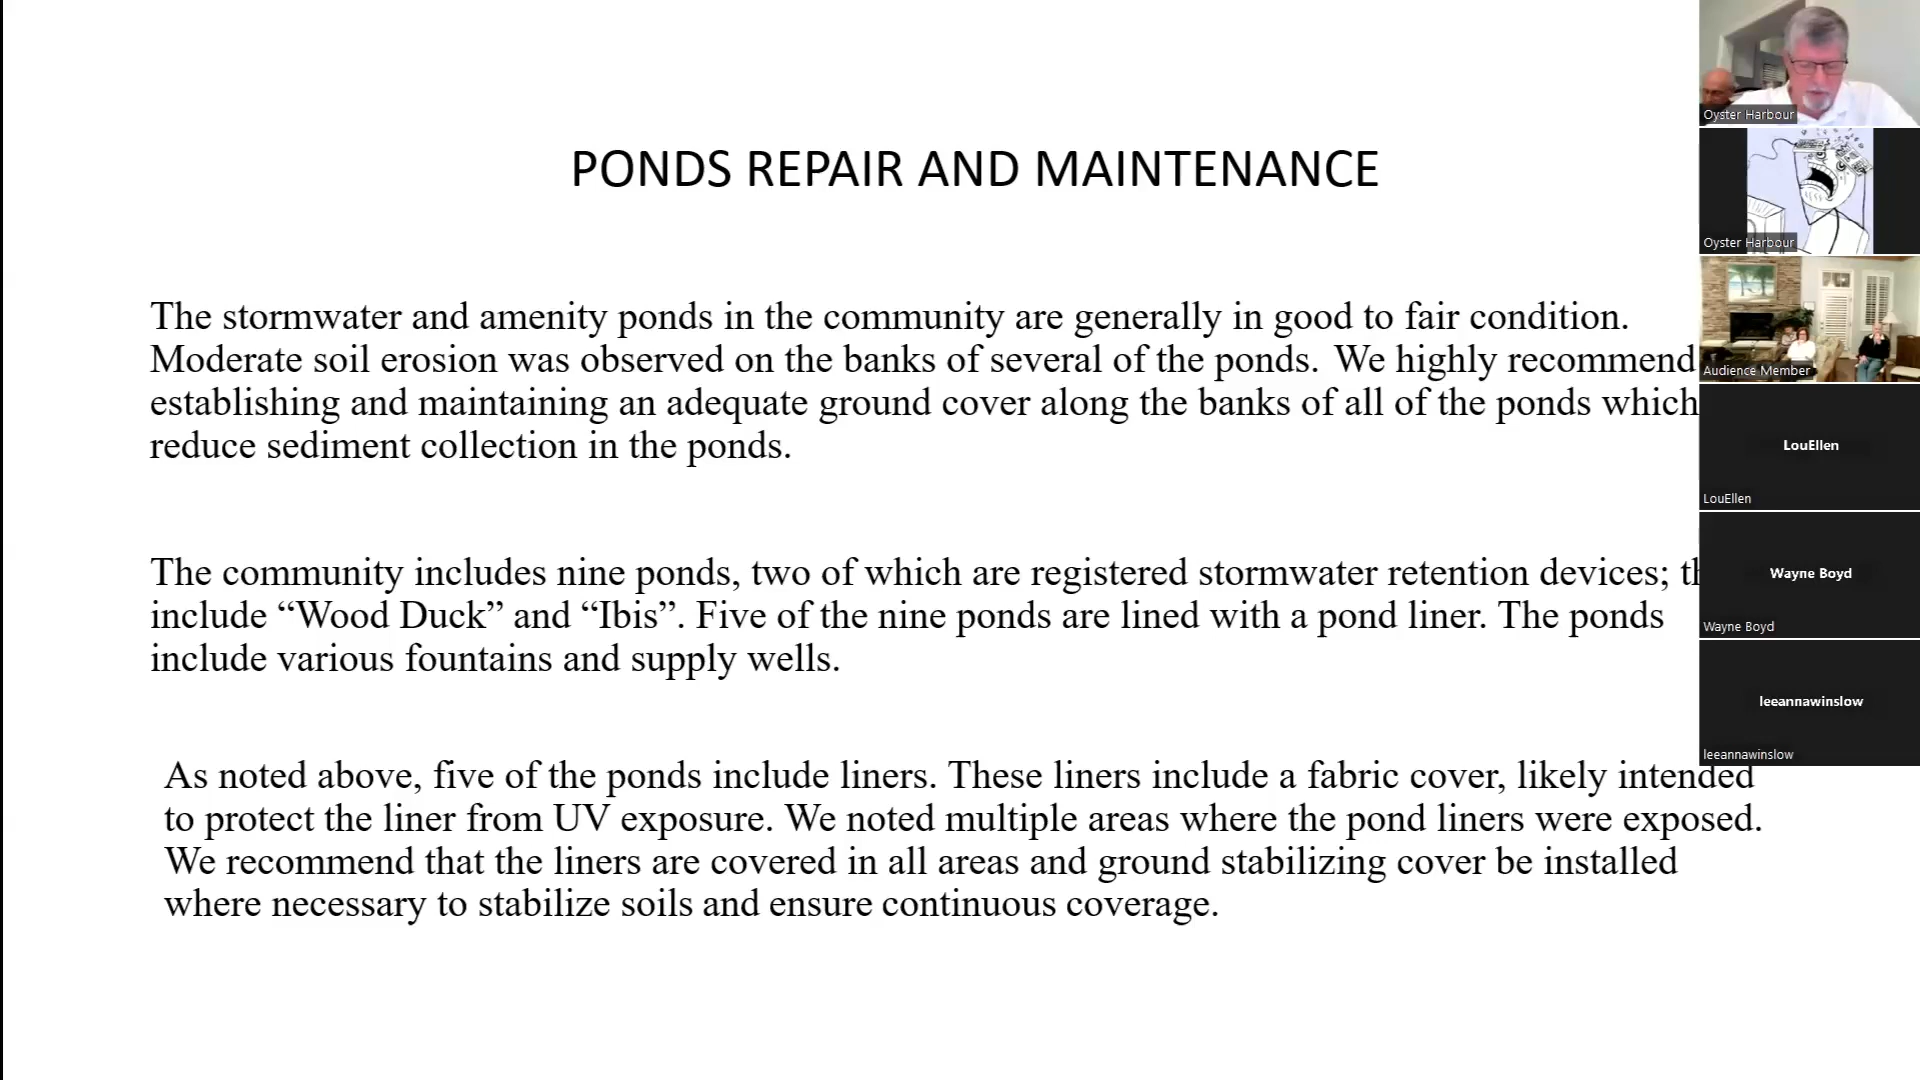 PONDS REPAIR AND MAINTENANCE
The stormwater and amenity ponds in the community are generally in good to fair condition.
Moderate soil erosion was observed on the banks of several of the ponds. We highly recommend
establishing and maintaining an adequate ground cover along the banks of all of the ponds which
reduce sediment collection in the ponds.
The community includes nine ponds, two of which are registered stormwater retention devices;
include “Wood Duck” and “Ibis”. Five of the nine ponds are lined with a pond liner. The ponds
include various fountains and supply wells.
As noted above, five of the ponds include liners. These liners include a fabric cover, likely intended
to protect the liner from UV exposure. We noted multiple areas where the pond liners were exposed.
We recommend that the liners are covered in all areas and ground stabilizing cover be installed
where necessary to stabilize soils and ensure continuous coverage.
Oyster Harbour
Oyster Harbour
Audience Member
LouEllen
LouEllen
Wayne Boyd
Wayne Boyd
leeannawinslow
leeannawinslow